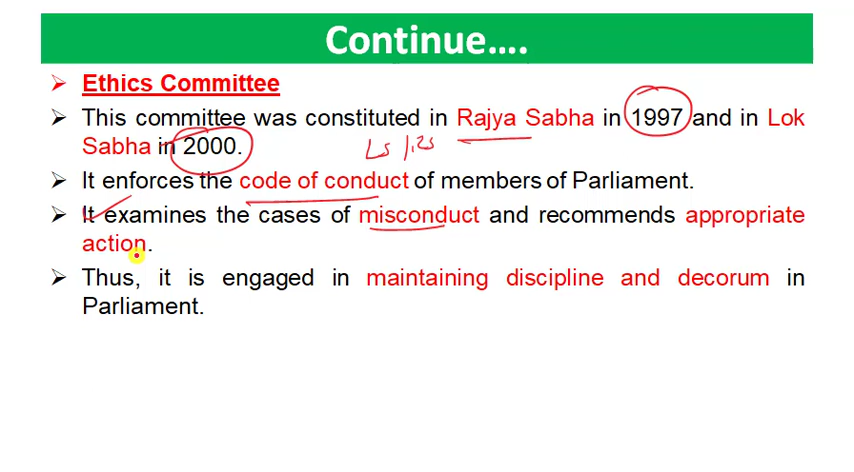 Continue....
➢ Ethics Committee
➢ This committee was constituted in Rajya Sabha in 1997 and in Lok
Sabha in 2000.
LS / RS
➢ It enforces the code of conduct of members of Parliament.
➢ It examines the cases of misconduct and recommends appropriate
action.
➢ Thus, it is engaged in maintaining discipline and decorum in
Parliament.